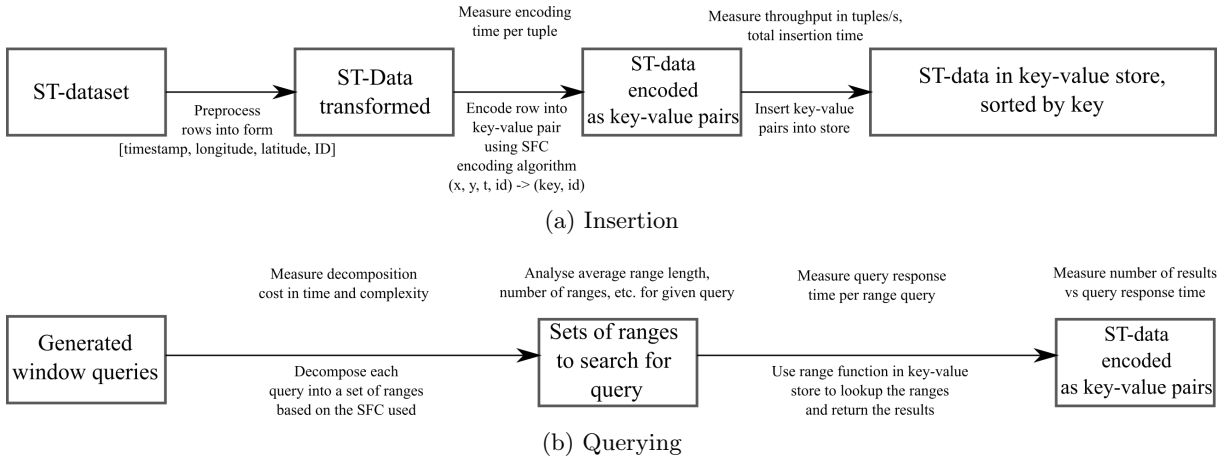 Measure encoding
time per tuple
Measure throughput in tuples/s,
total insertion time
ST-dataset
Preprocess
rows into form
[timestamp, longitude, latitude, ID]
ST-Data
transformed
Encode row into
key-value pair
using SFC
encoding algorithm
(x, y, t, id) -> (key, id)
ST-data
encoded
as key-value pairs
Insert key-value
pairs into store
ST-data in key-value store,
sorted by key
(a) Insertion
Measure decomposition
cost in time and complexity
Analyse average range length,
number of ranges, etc. for given query
Measure query response
time per range query
Measure number of results
vs query response time
Generated
window queries
Decompose each
query into a set of ranges
based on the SFC used
Sets of ranges
to search for
query
Use range function in key-value
store to lookup the ranges
and return the results
ST-data
encoded
as key-value pairs
(b) Querying